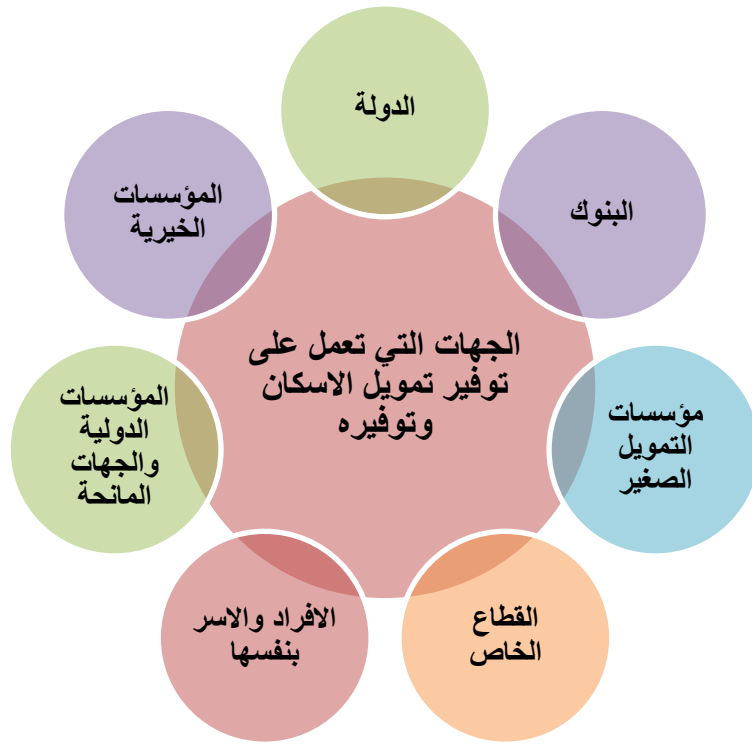 الدولة
البنوك
مؤسسات
التمويل
الصغير
القطاع
الخاص
الافراد والاسر
بنفسها
المؤسسات
الدولية
والجهات
المانحة
المؤسسات
الخيرية
الجهات التي تعمل على
توفير تمويل الاسكان
وتوفيره